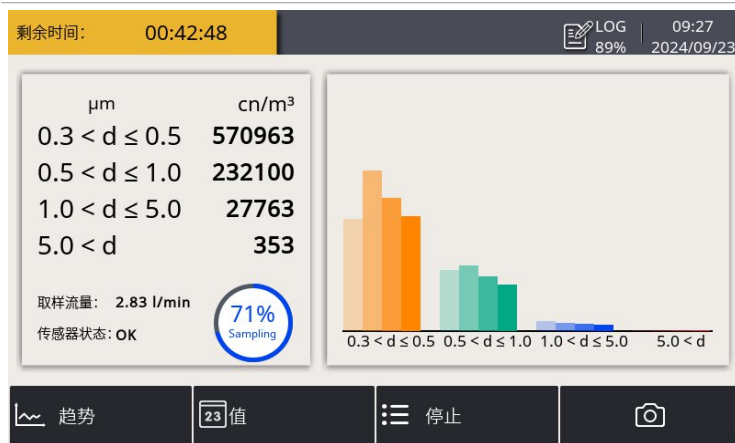 剩余时间： 00:42:48
LOG 09:27
89% 2024/09/23
μm cn/m³
0.3 < d ≤ 0.5 570963
0.5 < d ≤ 1.0 232100
1.0 < d ≤ 5.0 27763
5.0 < d 353
取样流量： 2.83 l/min
传感器状态：OK
71%
Sampling
0.3 < d ≤ 0.5 0.5 < d ≤ 1.0 1.0 < d ≤ 5.0 5.0 < d
趋势 23 值 停止